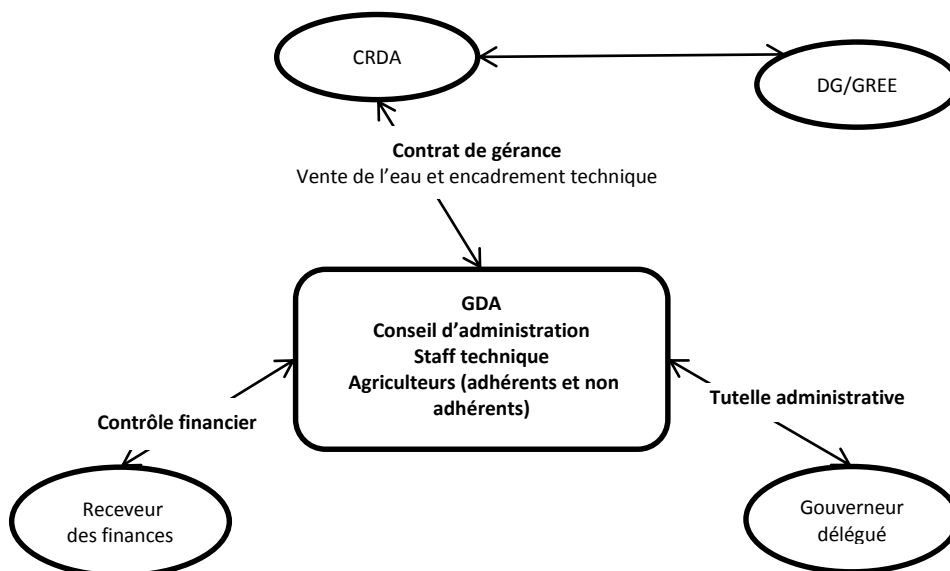 CRDA
DG/GREE
Contrat de gérance
Vente de l’eau et encadrement technique
GDA
Conseil d’administration
Staff technique
Agriculteurs (adhérents et non
adhérents)
Contrôle financier
Tutelle administrative
Receveur
des finances
Gouverneur
délégué